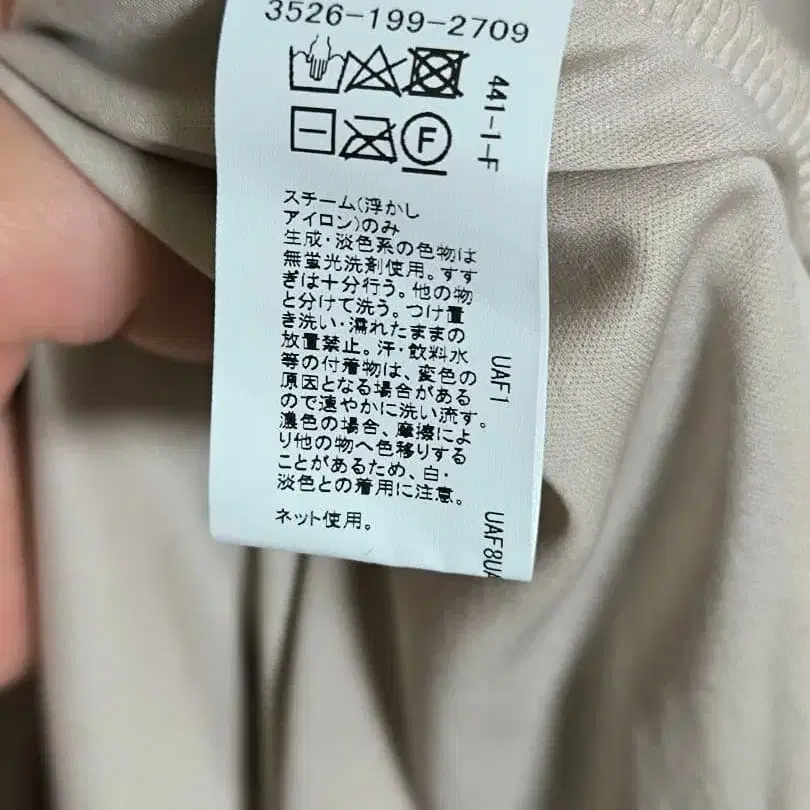 3526-199-2709
441-1-F
F
スチーム(浮かし
アイロン)のみ
生成・淡色系の色物は
無蛍光洗剤使用。すす
ぎは十分行う。他の物
と分けて洗う。つけ置
き洗い・濡れたままの
放置禁止。汗・飲料水
等の付着物は、変色の
原因となる場合がある
ので速やかに洗い流す。
濃色の場合、摩擦によ
り他の物へ色移りする
ことがあるため、白・
淡色との着用に注意。
ネット使用。
UAF1
UAF8UA